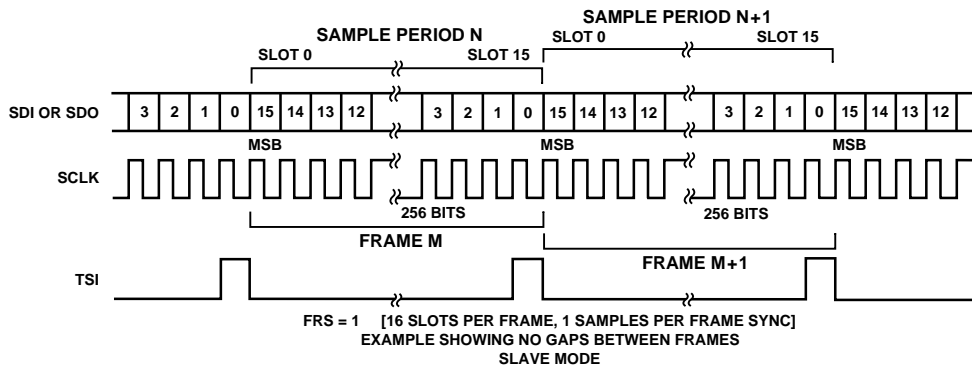 SAMPLE PERIOD N SAMPLE PERIOD N+1
SLOT 0 SLOT 15 SLOT 0 SLOT 15
SDI OR SDO 3 2 1 0 15 14 13 12 3 2 1 0 15 14 13 12 3 2 1 0 15 14 13 12
MSB MSB MSB
SCLK
256 BITS 256 BITS
FRAME M FRAME M+1
TSI
FRS = 1 [16 SLOTS PER FRAME, 1 SAMPLES PER FRAME SYNC]
EXAMPLE SHOWING NO GAPS BETWEEN FRAMES
SLAVE MODE